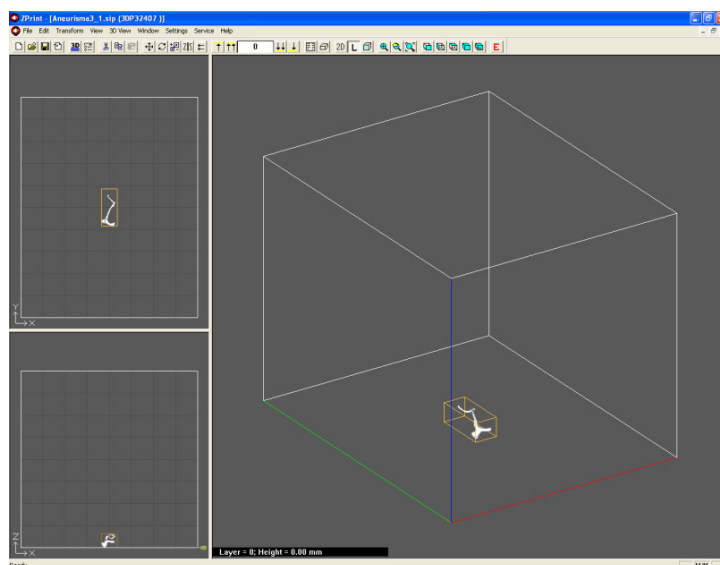 ZPrint - [Aneurisma3_1.sip (3DP32407 )]
File Edit Transform View 3D View Window Settings Service Help
3D 0 2D L E
Y
X
Z
X
Layer = 0; Height = 0.00 mm